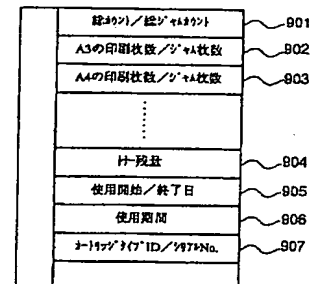 総カウント/総ジャムカウント 901
A3の印刷枚数/ジャム枚数 902
A4の印刷枚数/ジャム枚数 903
トナー残量 904
使用開始/終了日 905
使用期間 906
カートリッジタイプID/シリアルNo. 907